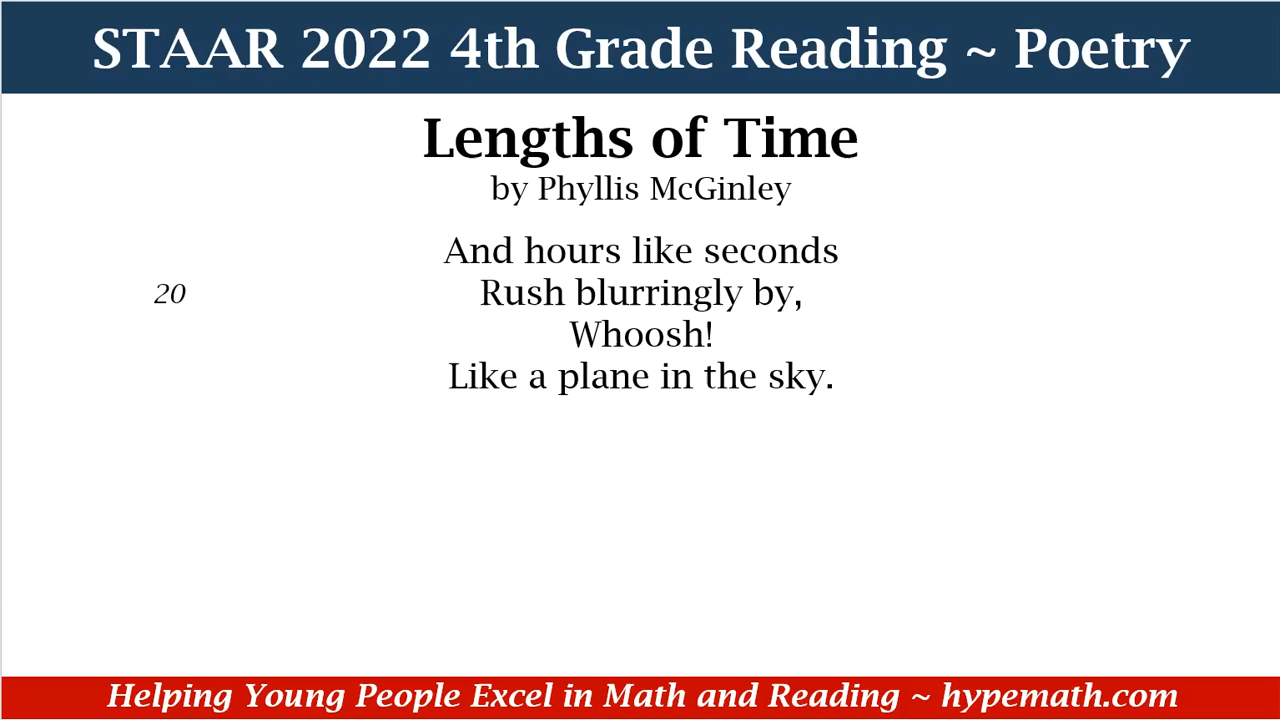 STAAR 2022 4th Grade Reading ~ Poetry
Lengths of Time
by Phyllis McGinley
And hours like seconds
20 Rush blurringly by,
Whoosh!
Like a plane in the sky.
Helping Young People Excel in Math and Reading ~ hypemath.com